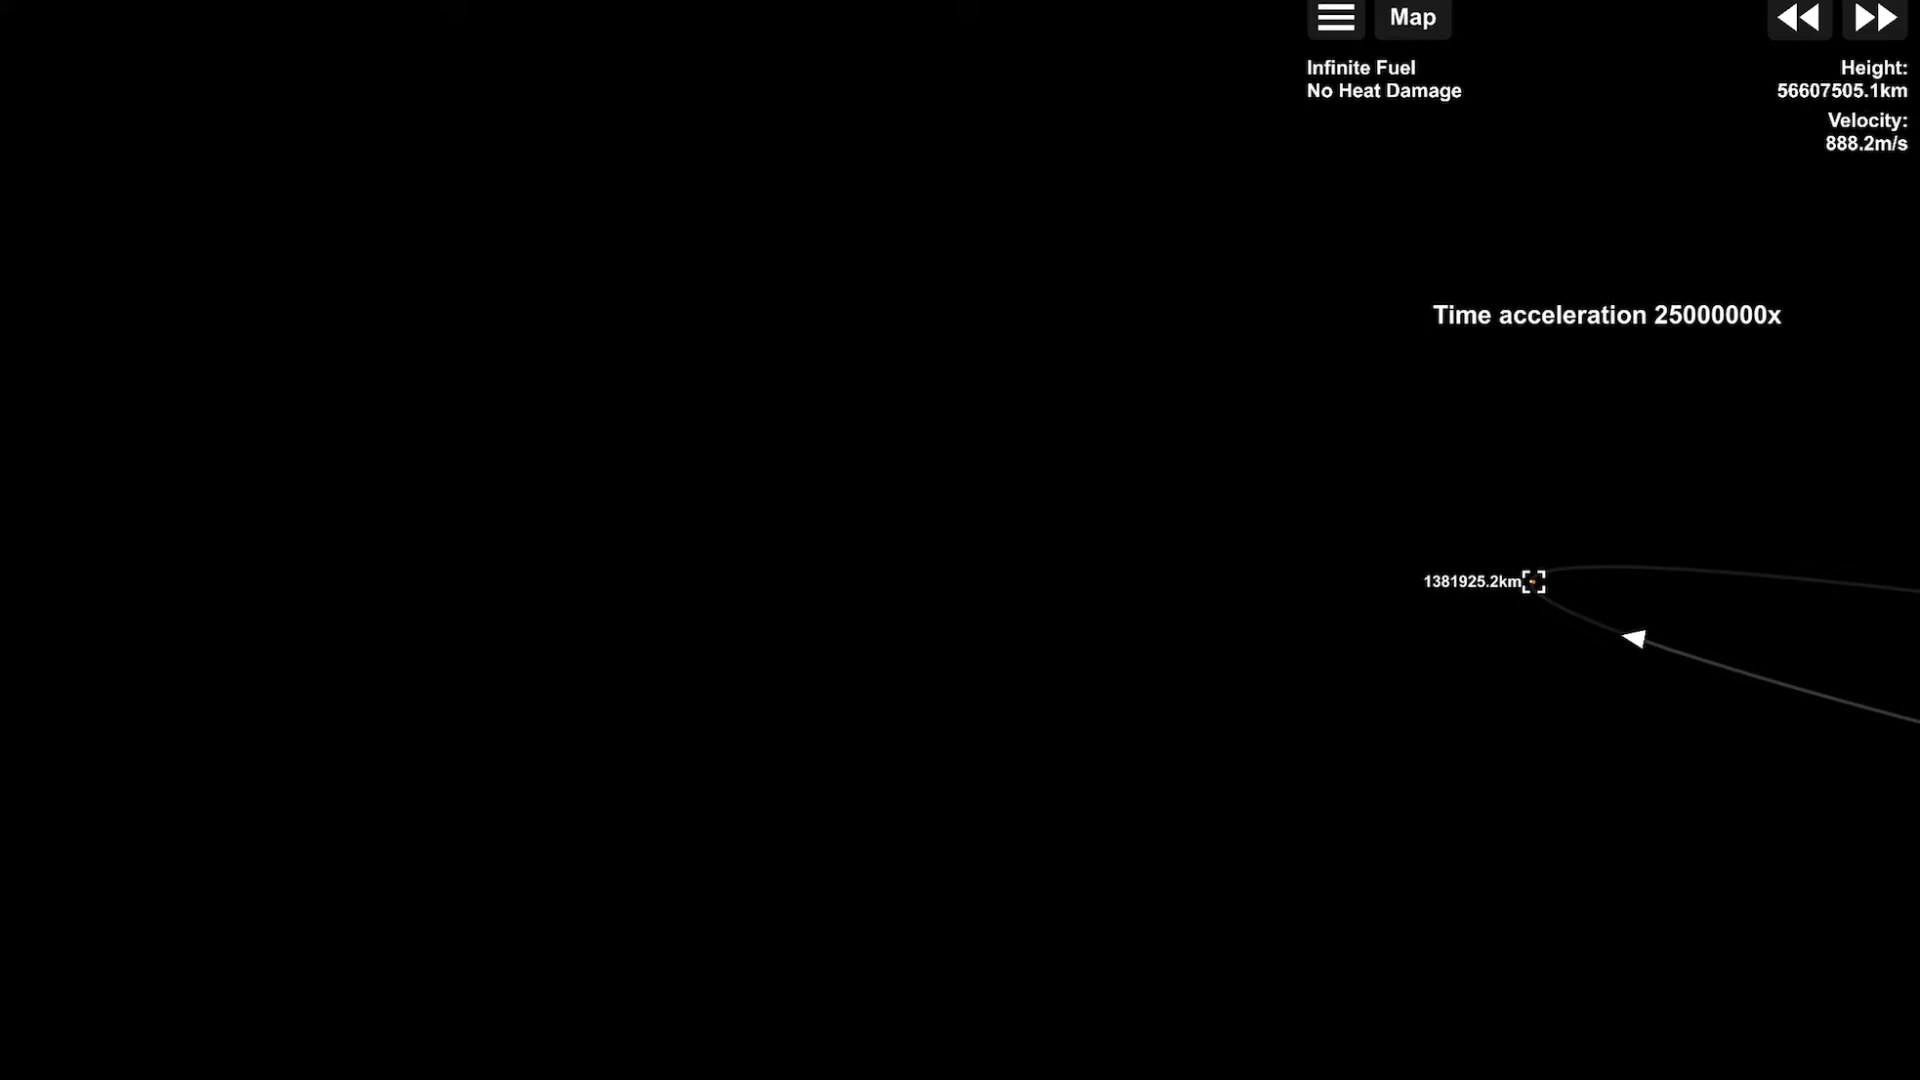 Map
Infinite Fuel
No Heat Damage
Height:
56607505.1km
Velocity:
888.2m/s
Time acceleration 25000000x
1381925.2km